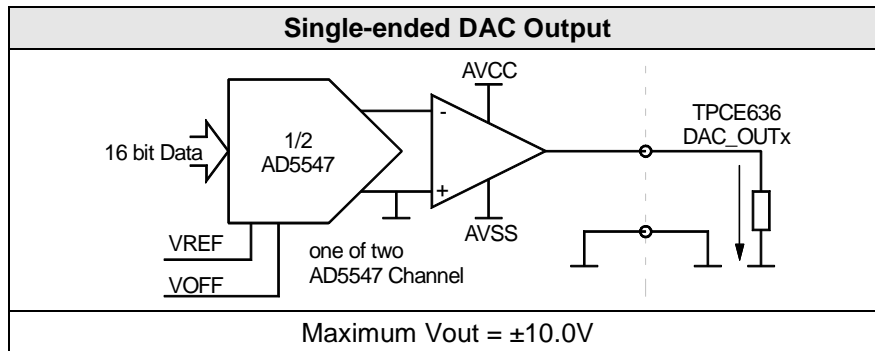 Single-ended DAC Output
AVCC
TPCE636
DAC_OUTx
-
1/2
AD5547
16 bit Data
+
AVSS
VREF
one of two
AD5547 Channel
VOFF
Maximum Vout = ±10.0V